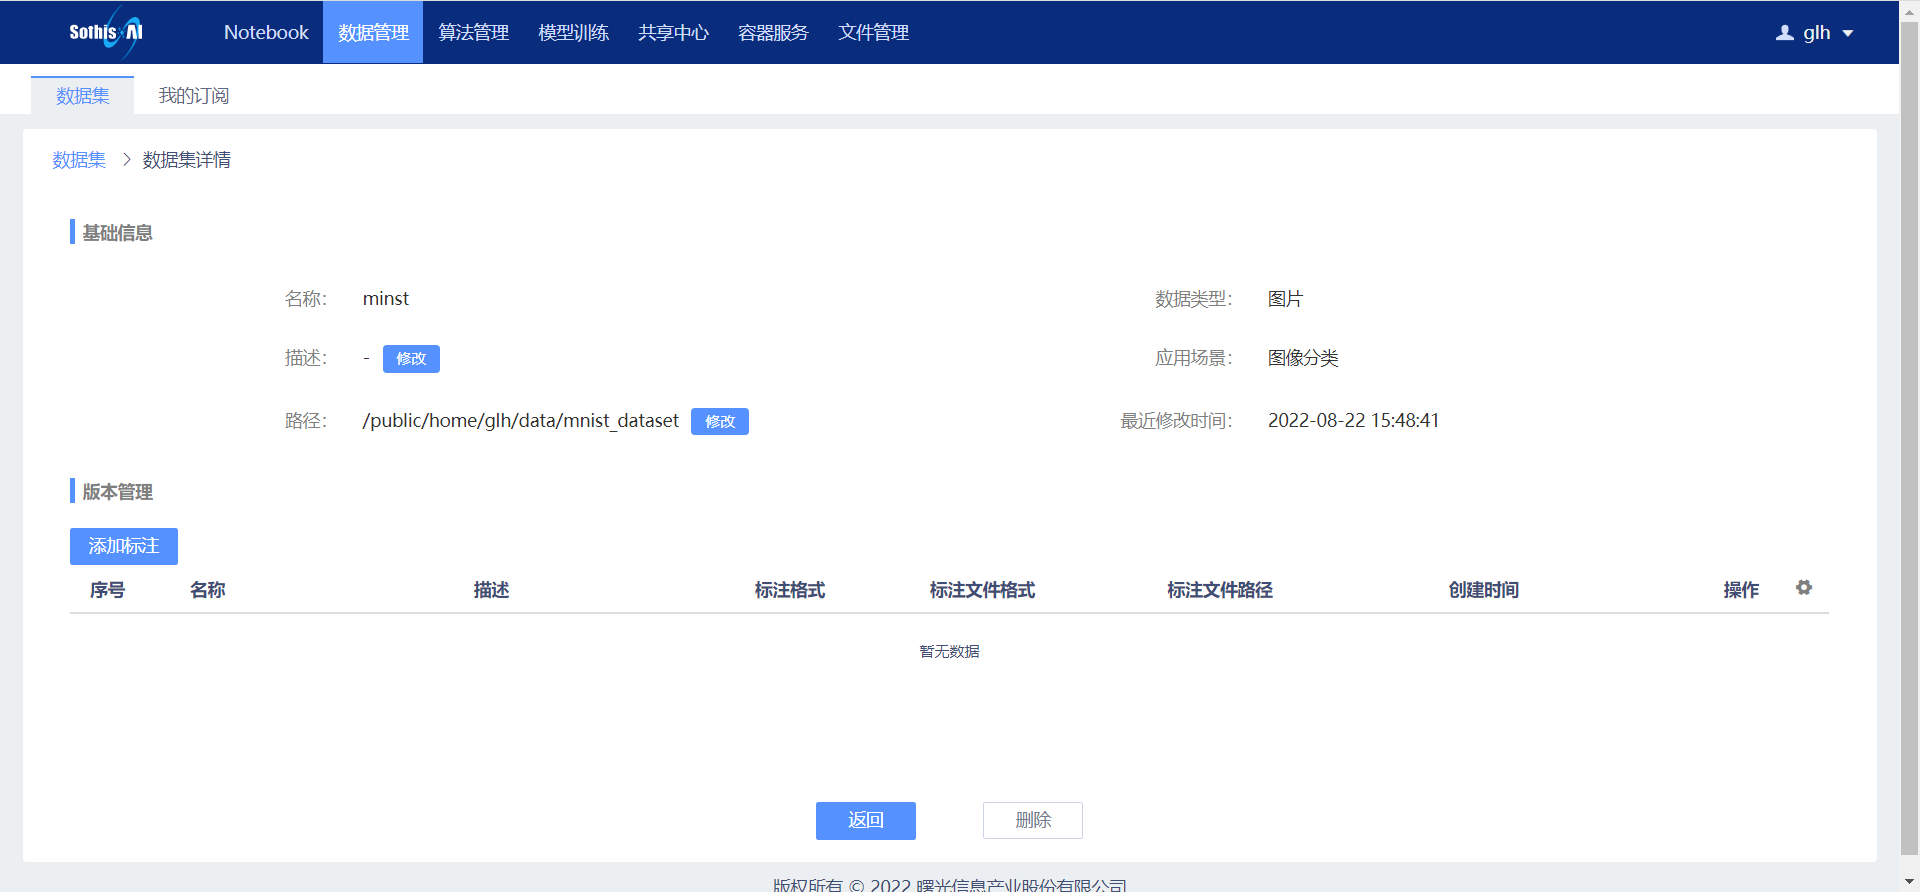 Sothis AI Notebook 数据管理 算法管理 模型训练 共享中心 容器服务 文件管理 glh
数据集 我的订阅
数据集 > 数据集详情
基础信息
名称: minst 数据类型: 图片
描述: - 修改 应用场景: 图像分类
路径: /public/home/glh/data/mnist_dataset 修改 最近修改时间: 2022-08-22 15:48:41
版本管理
添加标注
序号 名称 描述 标注格式 标注文件格式 标注文件路径 创建时间 操作
暂无数据
返回 删除
版权所有 © 2022 曙光信息产业股份有限公司